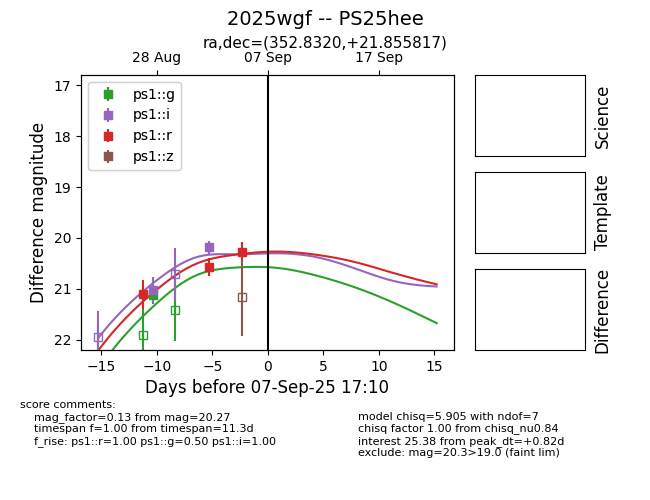 2025wgf -- PS25hee
ra,dec=(352.8320,+21.855817)
28 Aug 07 Sep 17 Sep
ps1::g
ps1::i
ps1::r
ps1::z
17
18
19
20
21
22
Difference magnitude
−15 −10 −5 0 5 10 15
Days before 07-Sep-25 17:10
Science
Template
Difference
score comments:
mag_factor=0.13 from mag=20.27
timespan f=1.00 from timespan=11.3d
f_rise: ps1::r=1.00 ps1::g=0.50 ps1::i=1.00
model chisq=5.905 with ndof=7
chisq factor 1.00 from chisq_nu0.84
interest 25.38 from peak_dt=+0.82d
exclude: mag=20.3>19.0 (faint lim)